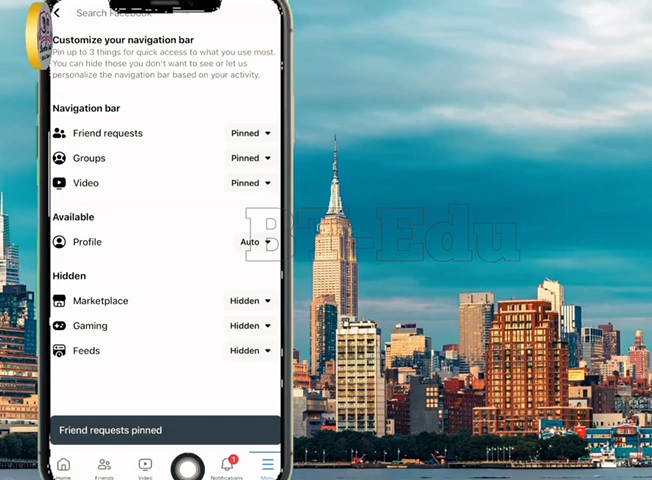 Search Facebook
Customize your navigation bar
Pin up to 3 things for quick access to what you use most.
You can hide those you don't want to see or let us
personalize the navigation bar based on your activity.
Navigation bar
Friend requests Pinned
Groups Pinned
Video Pinned
Available
Profile Auto
Hidden
Marketplace Hidden
Gaming Hidden
Feeds Hidden
Friend requests pinned
1
Home Friends Video Notifications
BT-Edu